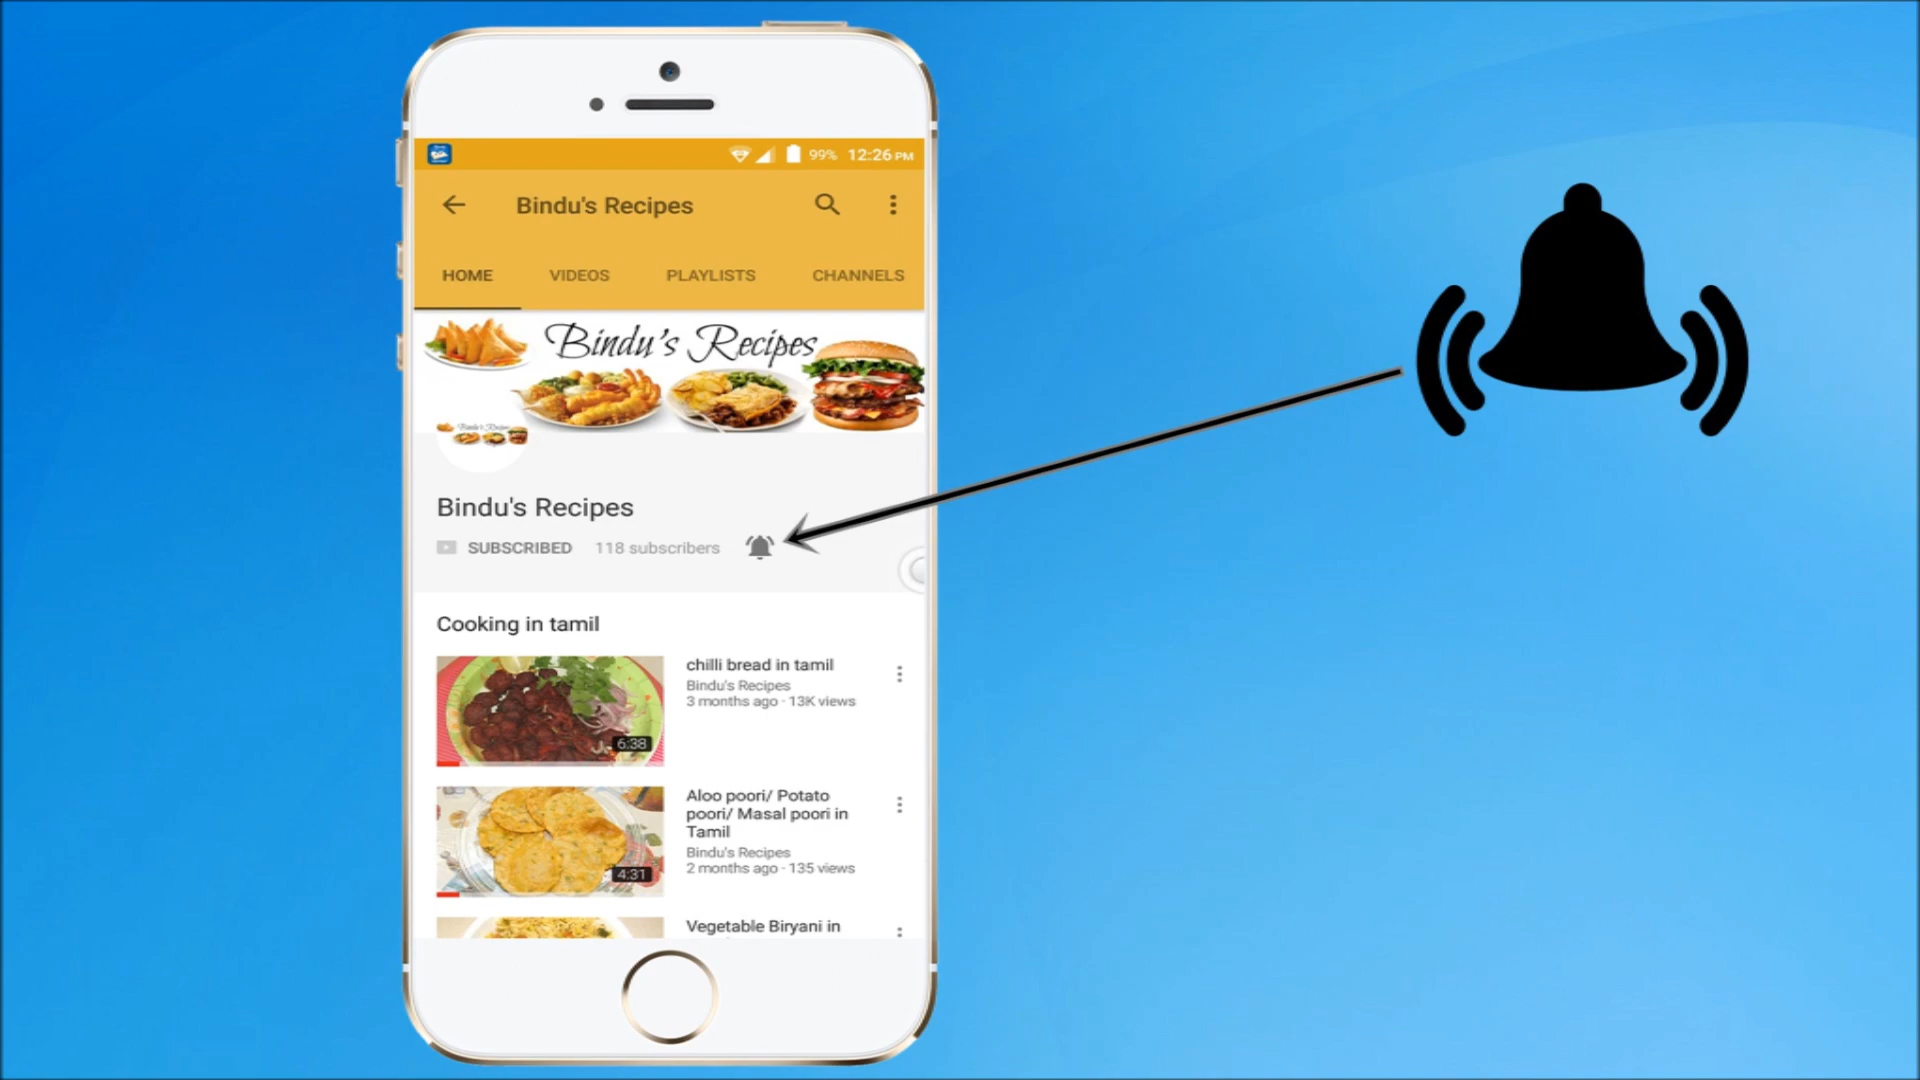 99% 12:26 PM
Bindu's Recipes
HOME VIDEOS PLAYLISTS CHANNELS
Bindu's Recipes
Bindu's Recipes
Bindu's Recipes
SUBSCRIBED 118 subscribers
Cooking in tamil
chilli bread in tamil
Bindu's Recipes
3 months ago · 13K views
6:38
Aloo poori/ Potato
poori/ Masal poori in
Tamil
Bindu's Recipes
2 months ago · 135 views
4:31
Vegetable Biryani in